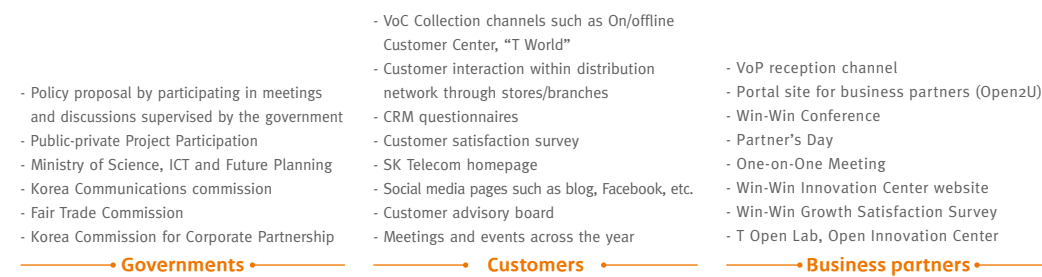 - Policy proposal by participating in meetings
and discussions supervised by the government
- Public-private Project Participation
- Ministry of Science, ICT and Future Planning
- Korea Communications commission
- Fair Trade Commission
- Korea Commission for Corporate Partnership
Governments
- VoC Collection channels such as On/offline
Customer Center, “T World”
- Customer interaction within distribution
network through stores/branches
- CRM questionnaires
- Customer satisfaction survey
- SK Telecom homepage
- Social media pages such as blog, Facebook, etc.
- Customer advisory board
- Meetings and events across the year
Customers
- VoP reception channel
- Portal site for business partners (Open2U)
- Win-Win Conference
- Partner’s Day
- One-on-One Meeting
- Win-Win Innovation Center website
- Win-Win Growth Satisfaction Survey
- T Open Lab, Open Innovation Center
Business partners